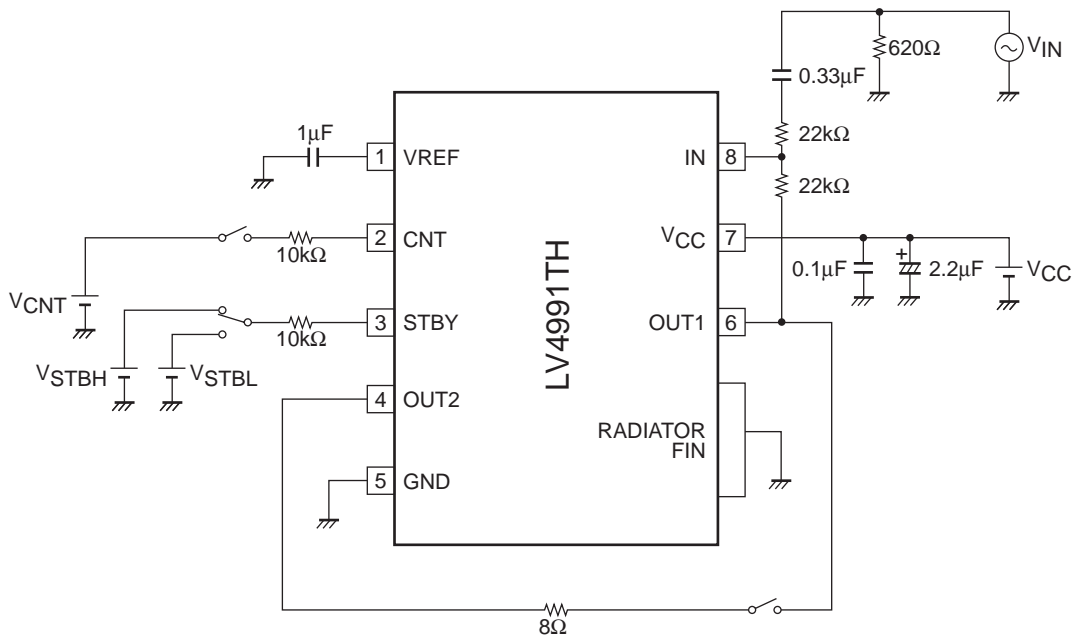 620Ω
VIN
0.33µF
1µF
22kΩ
1 VREF
IN 8
22kΩ
2 CNT
VCC 7
10kΩ
0.1µF
+
2.2µF
VCC
VCNT
LV4991TH
3 STBY
OUT1 6
10kΩ
VSTBH
VSTBL
4 OUT2
RADIATOR
FIN
5 GND
8Ω